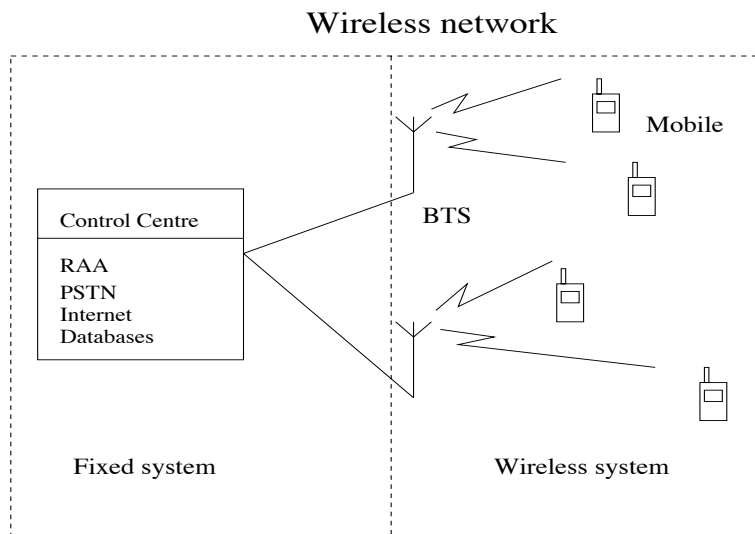 Wireless network
Mobile
BTS
Control Centre
RAA
PSTN
Internet
Databases
Fixed system
Wireless system